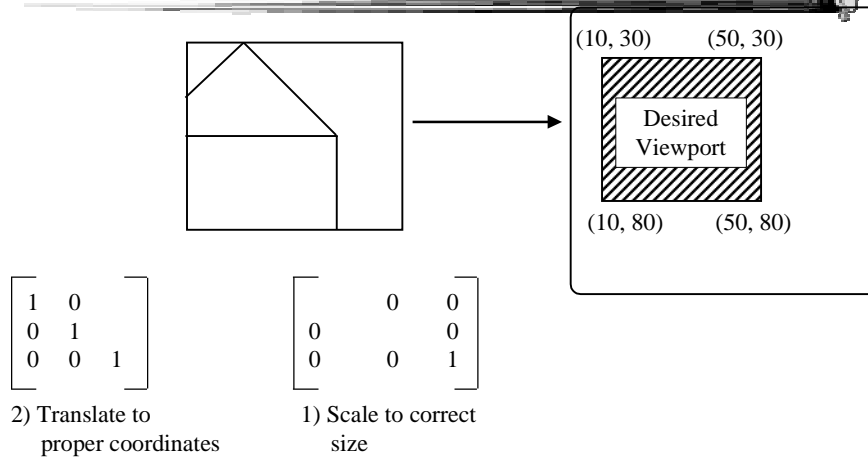 (10, 30) (50, 30)
Desired
Viewport
(10, 80) (50, 80)
1 0
0 1
0 0 1
0 0
0 0
0 0 1
2) Translate to
proper coordinates
1) Scale to correct
size